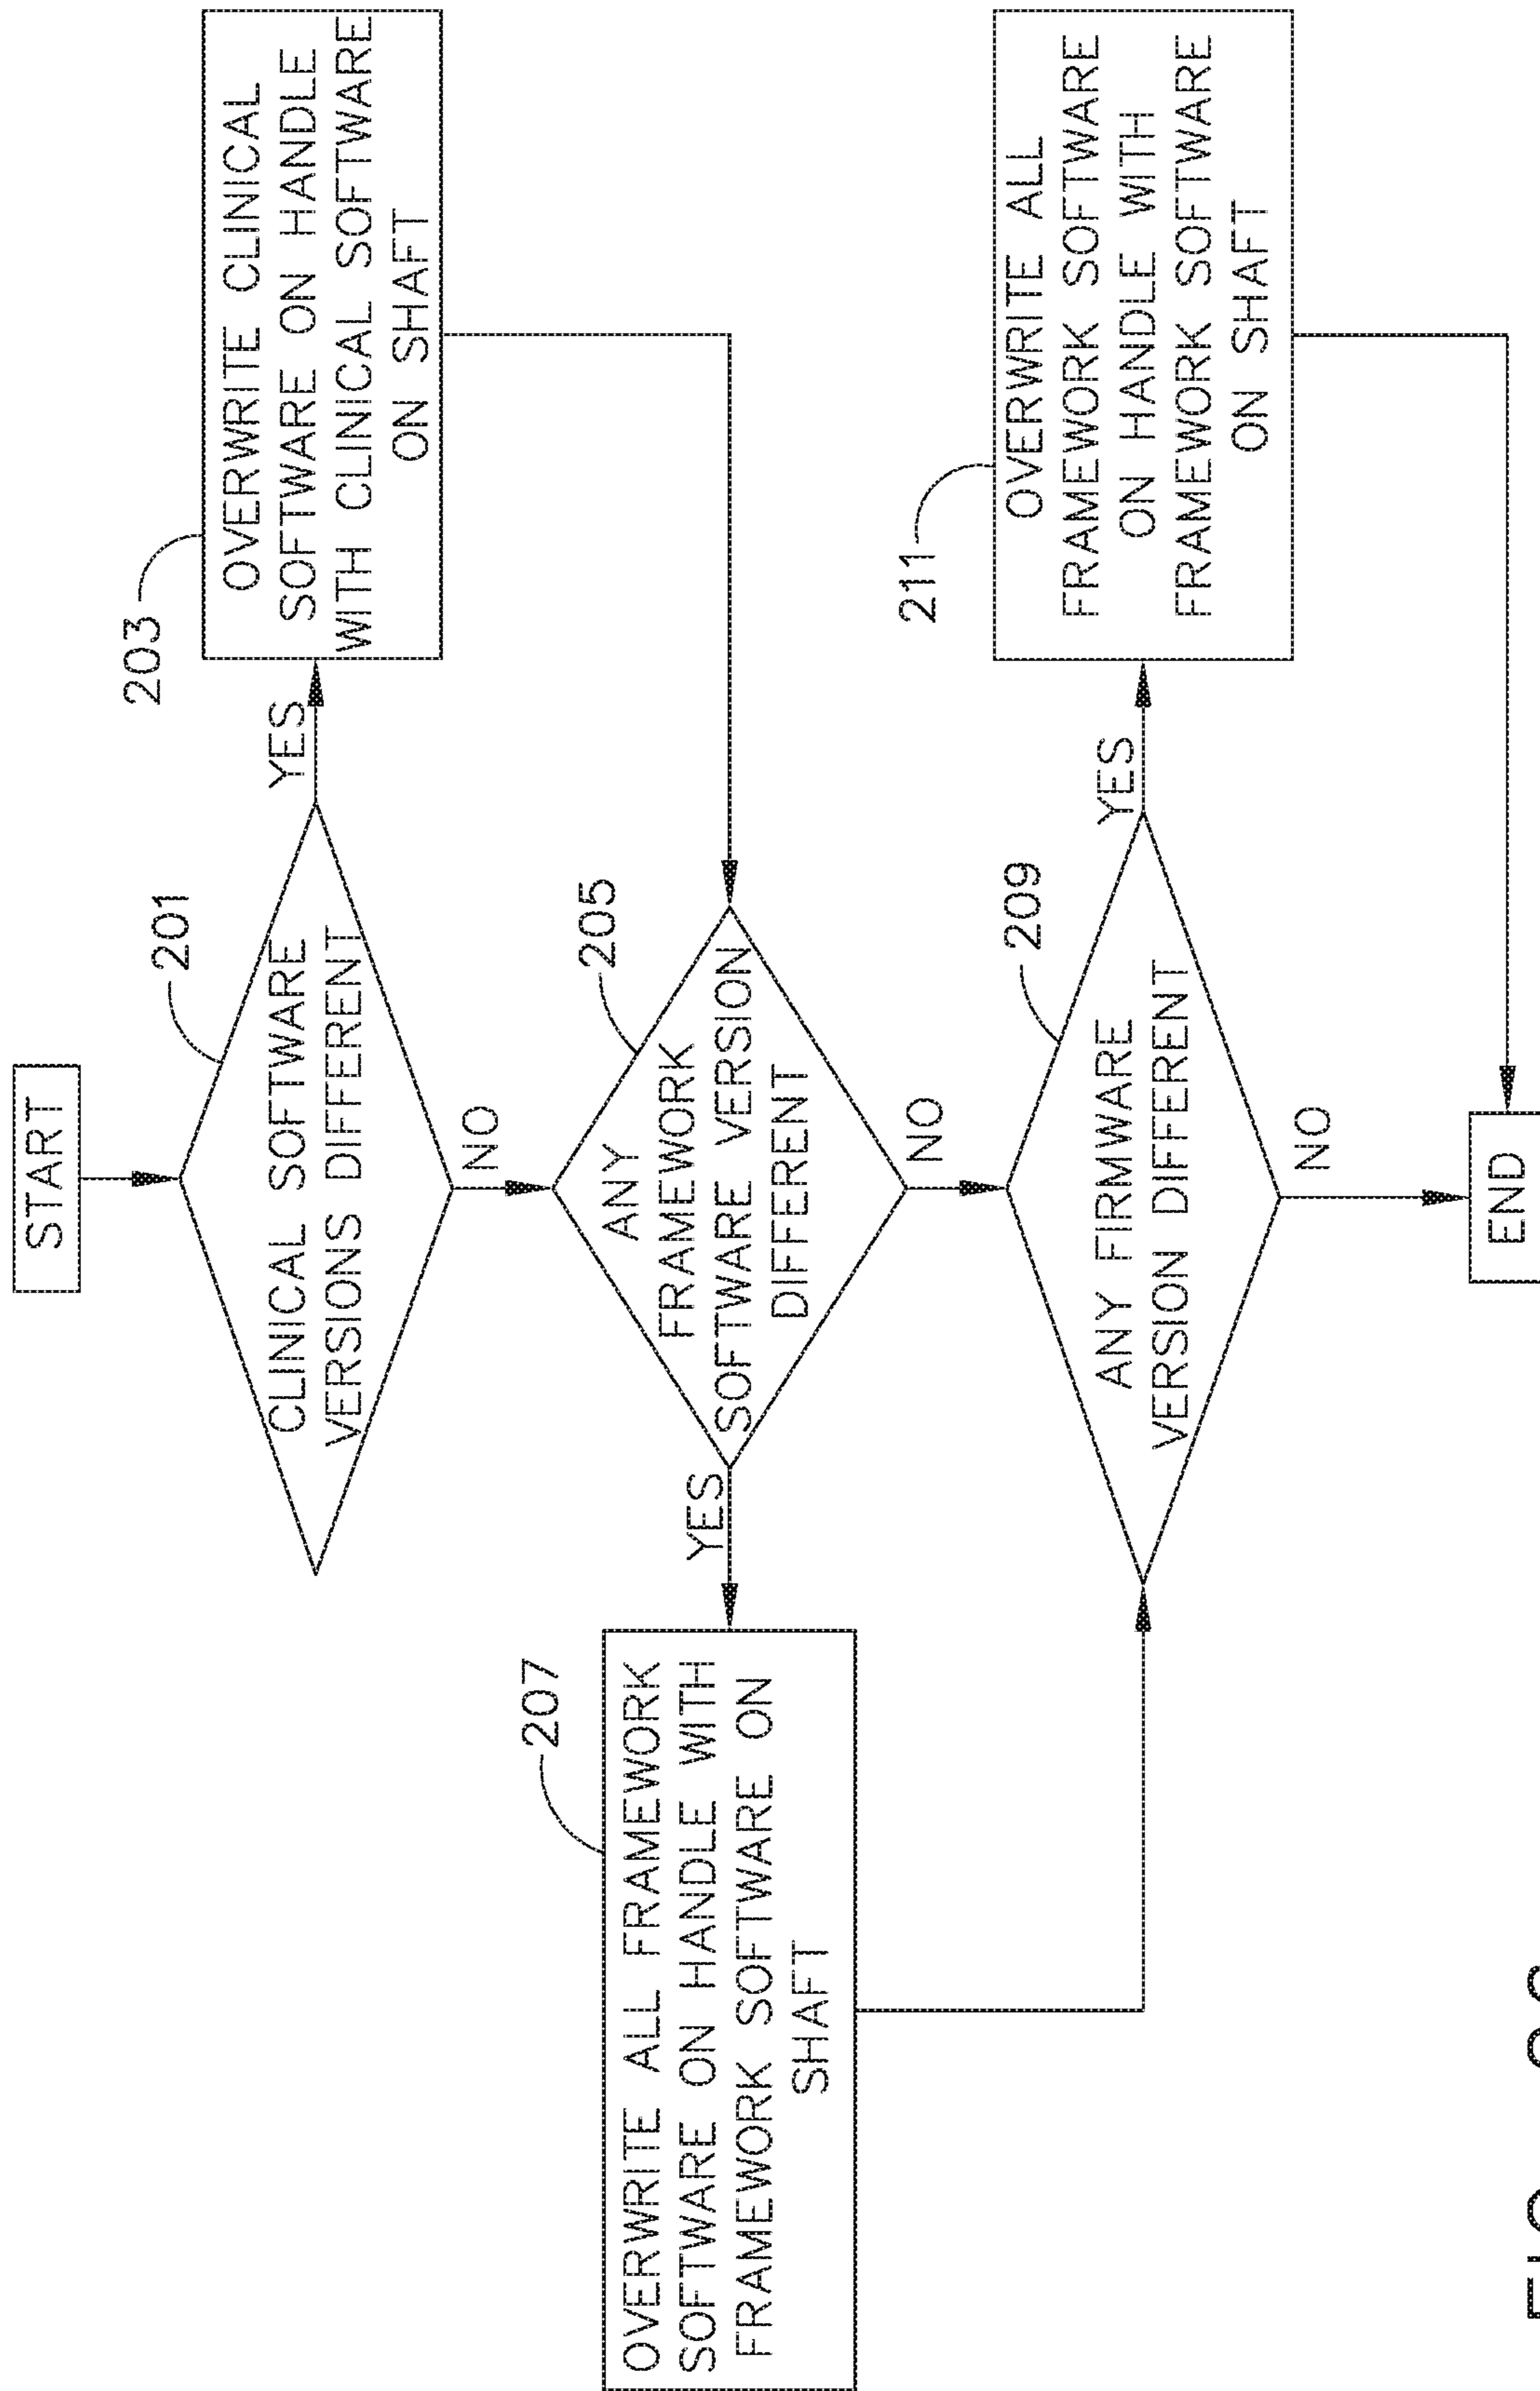 START
201
CLINICAL SOFTWARE
VERSIONS DIFFERENT
YES
203
OVERWRITE CLINICAL
SOFTWARE ON HANDLE
WITH CLINICAL SOFTWARE
ON SHAFT
NO
205
ANY
FRAMEWORK
SOFTWARE VERSION
DIFFERENT
YES
207
OVERWRITE ALL FRAMEWORK
SOFTWARE ON HANDLE WITH
FRAMEWORK SOFTWARE ON
SHAFT
NO
209
ANY FIRMWARE
VERSION DIFFERENT
YES
211
OVERWRITE ALL
FRAMEWORK SOFTWARE
ON HANDLE WITH
FRAMEWORK SOFTWARE
ON SHAFT
NO
END